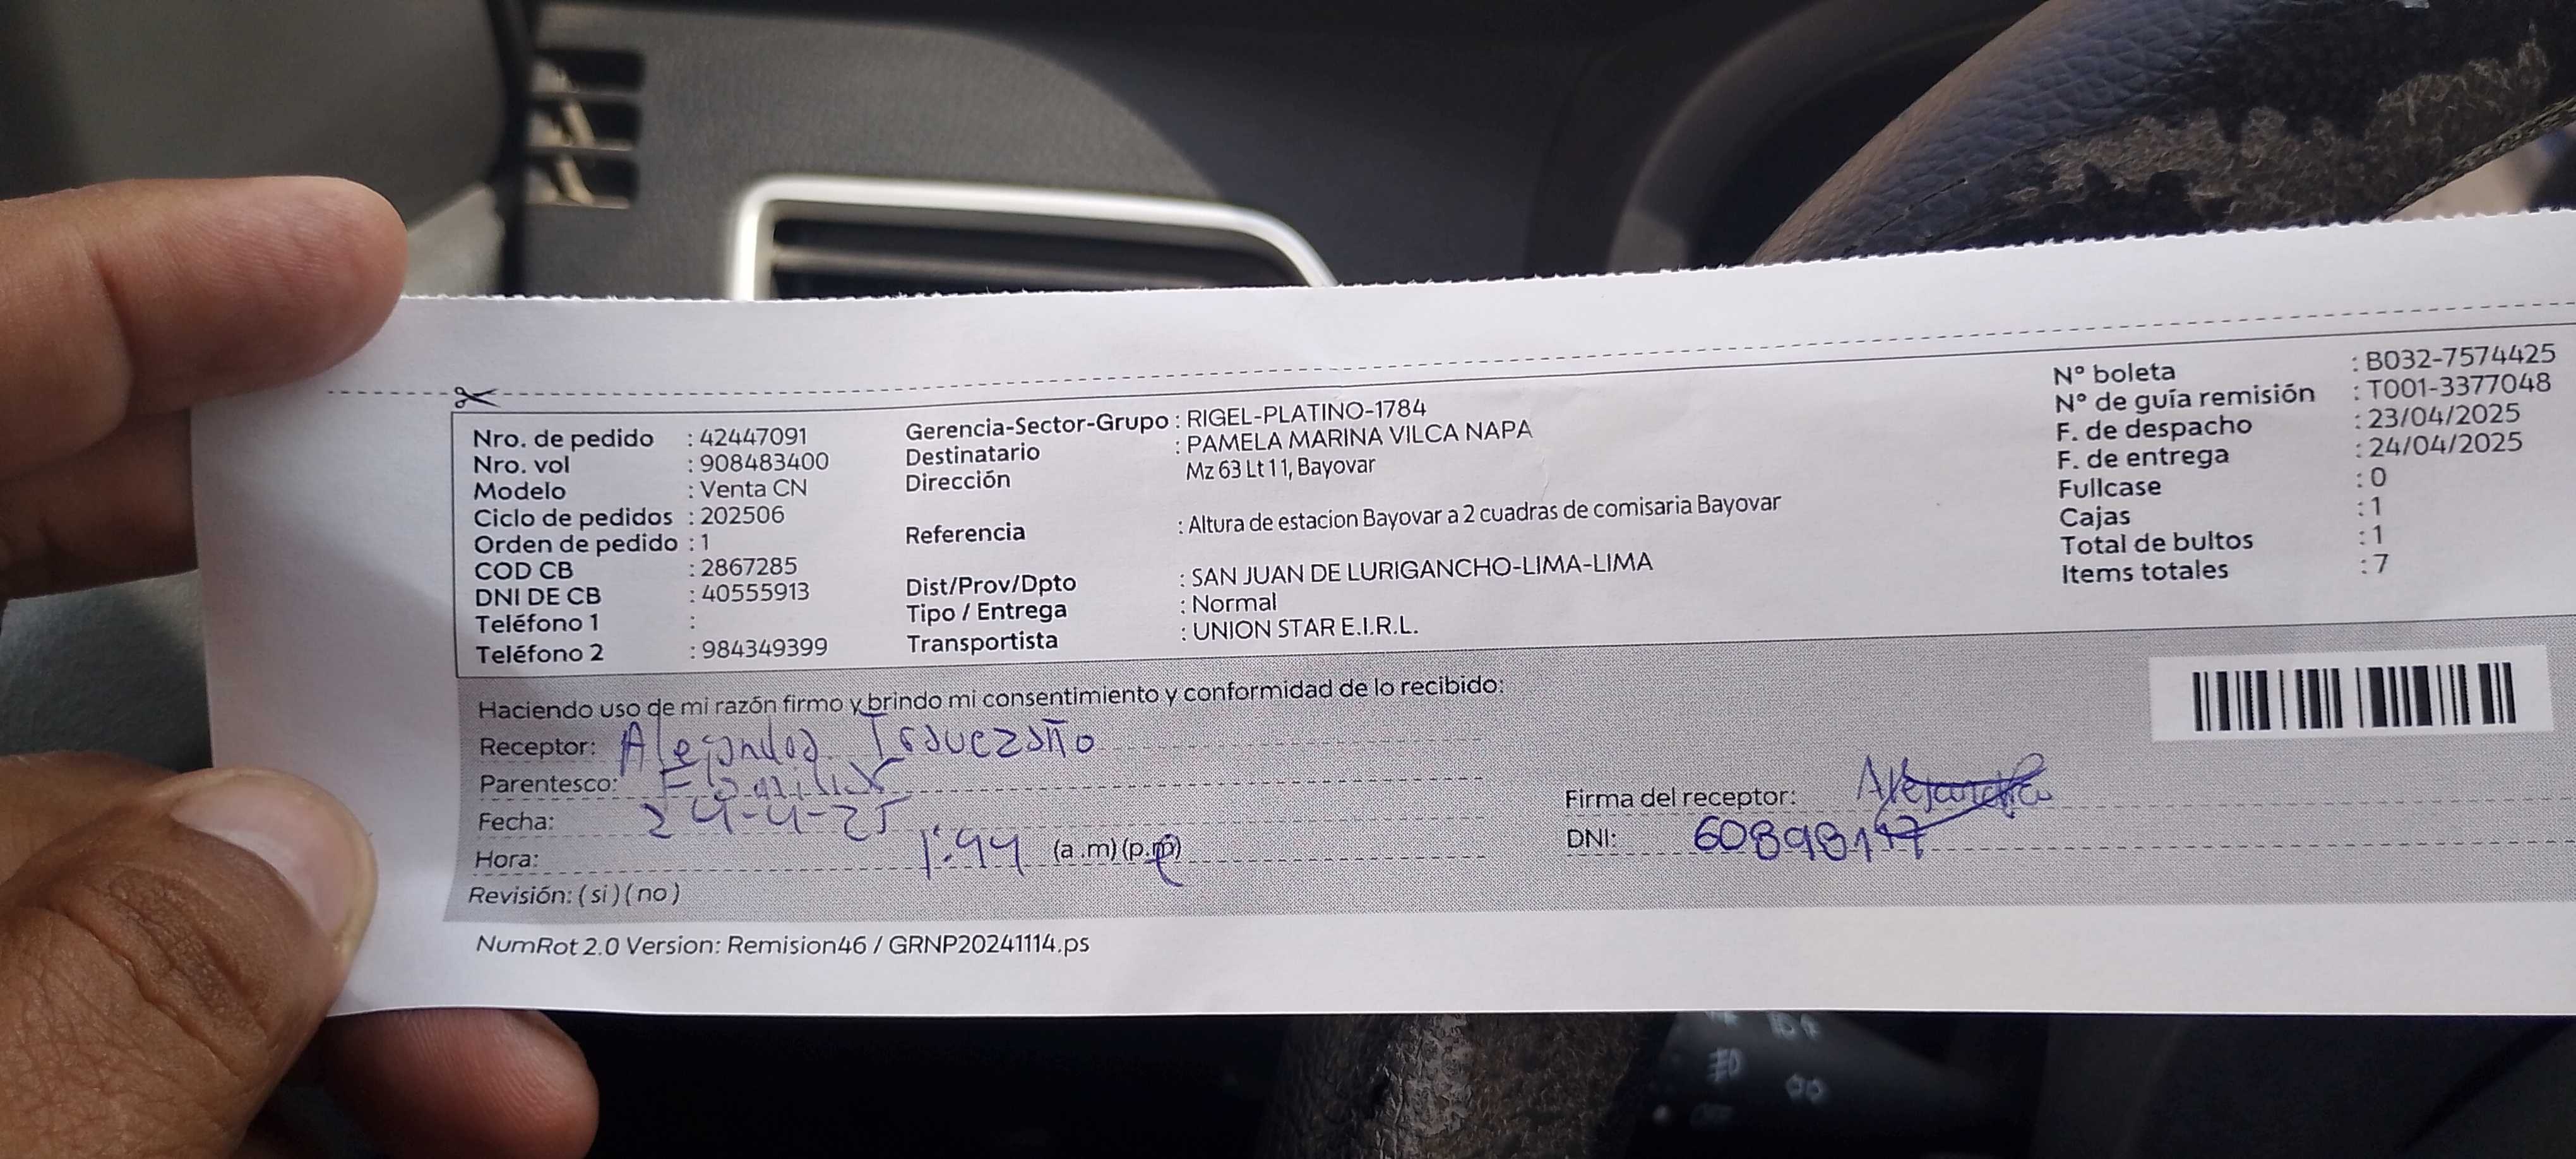 Nro. de pedido : 42447091
Nro. vol : 908483400
Modelo : Venta CN
Ciclo de pedidos : 202506
Orden de pedido : 1
COD CB : 2867285
DNI DE CB : 40555913
Teléfono 1 :
Teléfono 2 : 984349399
Gerencia-Sector-Grupo : RIGEL-PLATINO-1784
Destinatario : PAMELA MARINA VILCA NAPA
Dirección Mz 63 Lt 11, Bayovar
Referencia : Altura de estacion Bayovar a 2 cuadras de comisaria Bayovar
Dist/Prov/Dpto : SAN JUAN DE LURIGANCHO-LIMA-LIMA
Tipo / Entrega : Normal
Transportista : UNION STAR E.I.R.L.
N° boleta : B032-7574425
N° de guía remisión : T001-3377048
F. de despacho : 23/04/2025
F. de entrega : 24/04/2025
Fullcase : 0
Cajas : 1
Total de bultos : 1
Items totales : 7
Haciendo uso de mi razón firmo y brindo mi consentimiento y conformidad de lo recibido:
Receptor:
Parentesco:
Fecha: 24-4-25
Hora: 1:44 (a.m) (p.m)
Revisión: ( si ) ( no )
Firma del receptor:
DNI:
NumRot 2.0 Version: Remision46 / GRNP20241114.ps